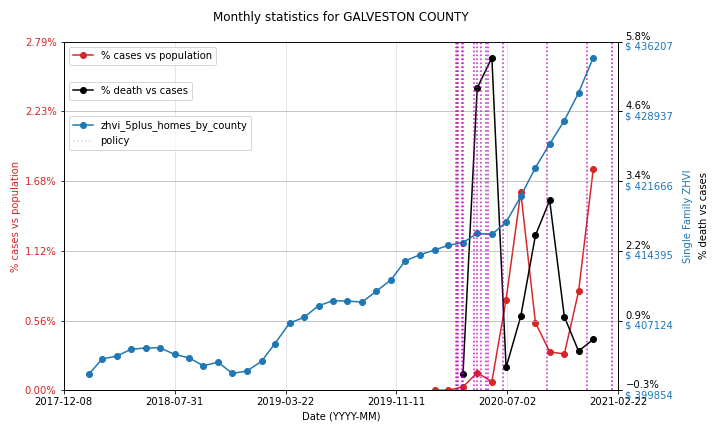 Monthly statistics for GALVESTON COUNTY
% cases vs population
% death vs cases
zhvi_5plus_homes_by_county
policy
2.79%
2.23%
1.68%
1.12%
0.56%
0.00%
% cases vs population
5.8%
$ 436207
4.6%
$ 428937
3.4%
$ 421666
2.2%
$ 414395
0.9%
$ 407124
−0.3%
$ 399854
Single Family ZHVI
% death vs cases
2017-12-08
2018-07-31
2019-03-22
2019-11-11
2020-07-02
2021-02-22
Date (YYYY-MM)